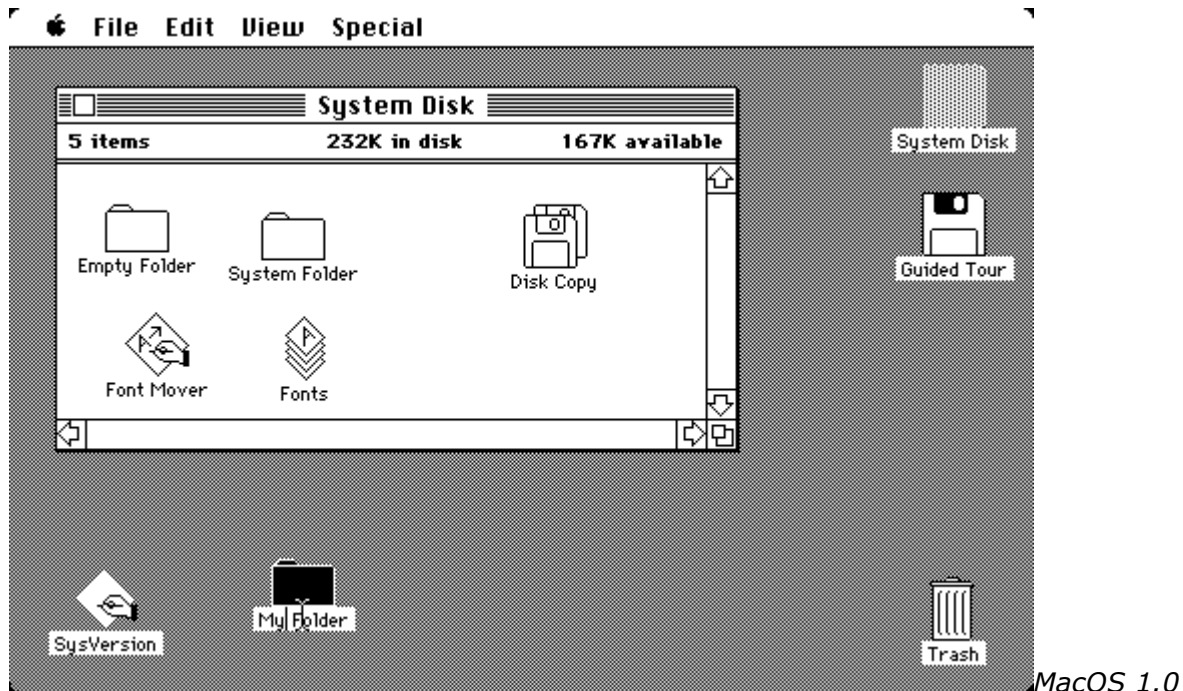 File Edit View Special
System Disk
5 items 232K in disk 167K available
Empty Folder
System Folder
Disk Copy
Font Mover
Fonts
System Disk
Guided Tour
SysVersion
My Folder
Trash
MacOS 1.0